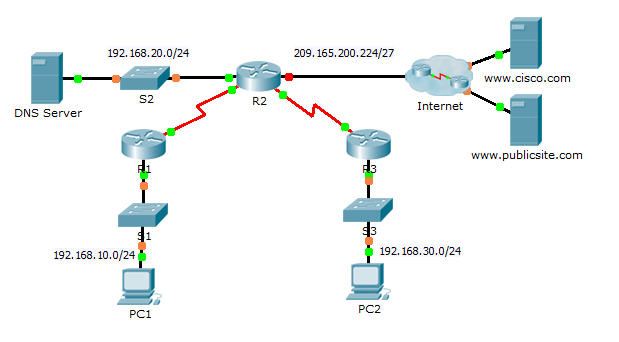 192.168.20.0/24
209.165.200.224/27
www.cisco.com
DNS Server
S2
R2
Internet
www.publicsite.com
R1
R3
S1
S3
192.168.10.0/24
192.168.30.0/24
PC1
PC2